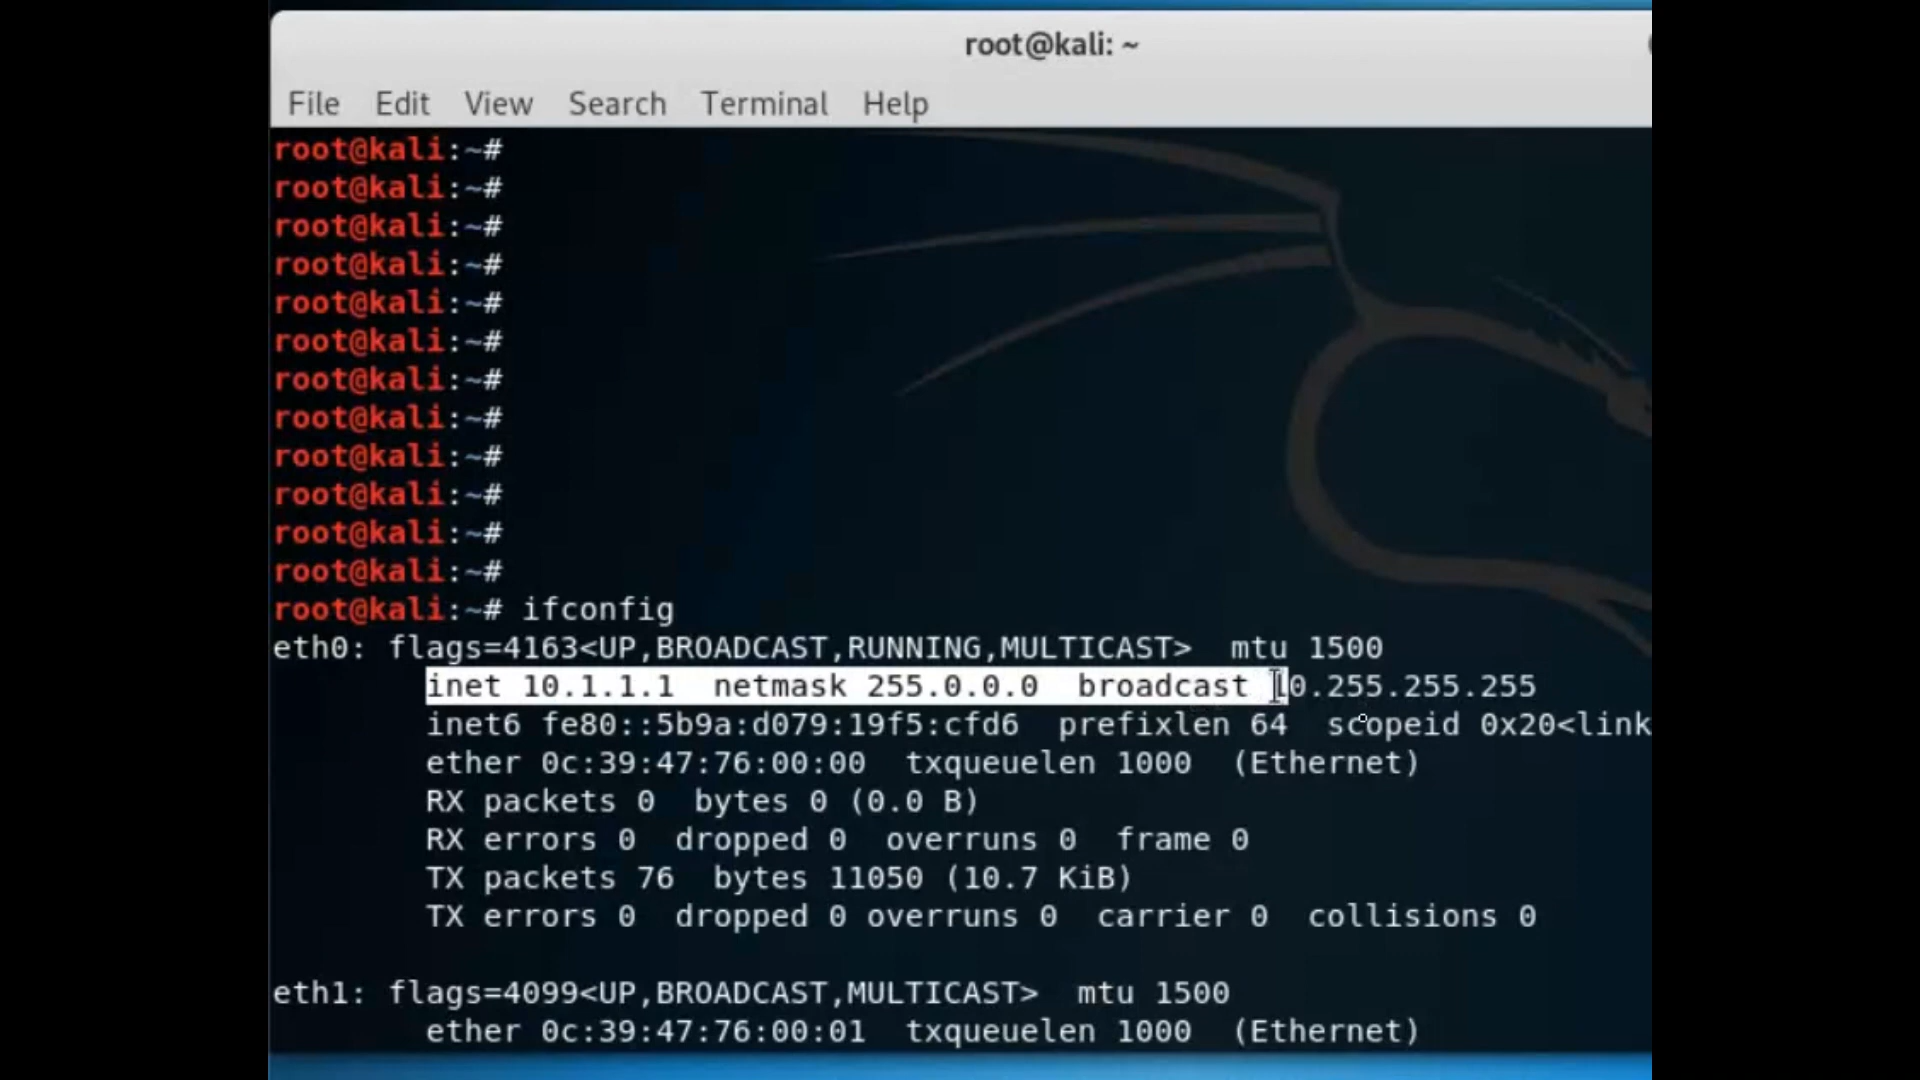 root@kali: ~
File Edit View Search Terminal Help
root@kali:~#
root@kali:~#
root@kali:~#
root@kali:~#
root@kali:~#
root@kali:~#
root@kali:~#
root@kali:~#
root@kali:~#
root@kali:~#
root@kali:~#
root@kali:~#
root@kali:~# ifconfig
eth0: flags=4163<UP,BROADCAST,RUNNING,MULTICAST>  mtu 1500
inet 10.1.1.1  netmask 255.0.0.0  broadcast 10.255.255.255
inet6 fe80::5b9a:d079:19f5:cfd6  prefixlen 64  scopeid 0x20<link
ether 0c:39:47:76:00:00  txqueuelen 1000  (Ethernet)
RX packets 0  bytes 0 (0.0 B)
RX errors 0  dropped 0  overruns 0  frame 0
TX packets 76  bytes 11050 (10.7 KiB)
TX errors 0  dropped 0 overruns 0  carrier 0  collisions 0
eth1: flags=4099<UP,BROADCAST,MULTICAST>  mtu 1500
ether 0c:39:47:76:00:01  txqueuelen 1000  (Ethernet)